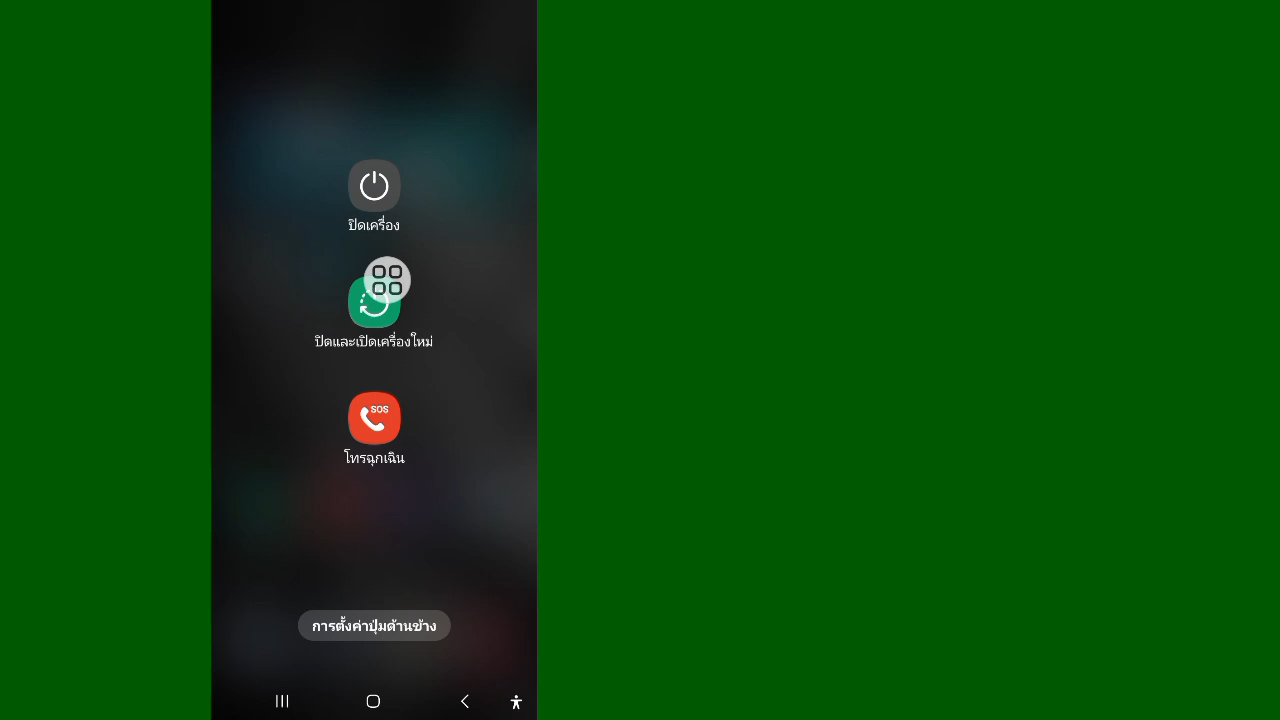 ปิดเครื่อง
ปิดและเปิดเครื่องใหม่
SOS
โทรฉุกเฉิน
การตั้งค่าปุ่มด้านข้าง